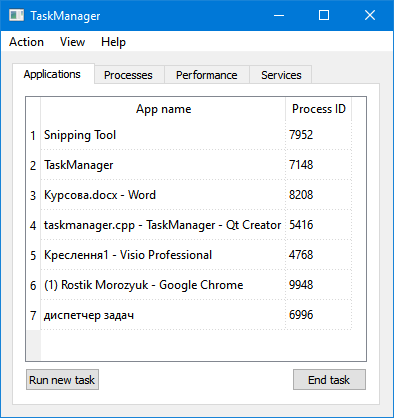 TaskManager
Action View Help
Applications Processes Performance Services
App name Process ID
1 Snipping Tool 7952
2 TaskManager 7148
3 Курсова.docx - Word 8208
4 taskmanager.cpp - TaskManager - Qt Creator 5416
5 Креслення1 - Visio Professional 4768
6 (1) Rostik Morozyuk - Google Chrome 9948
7 диспетчер задач 6996
Run new task End task